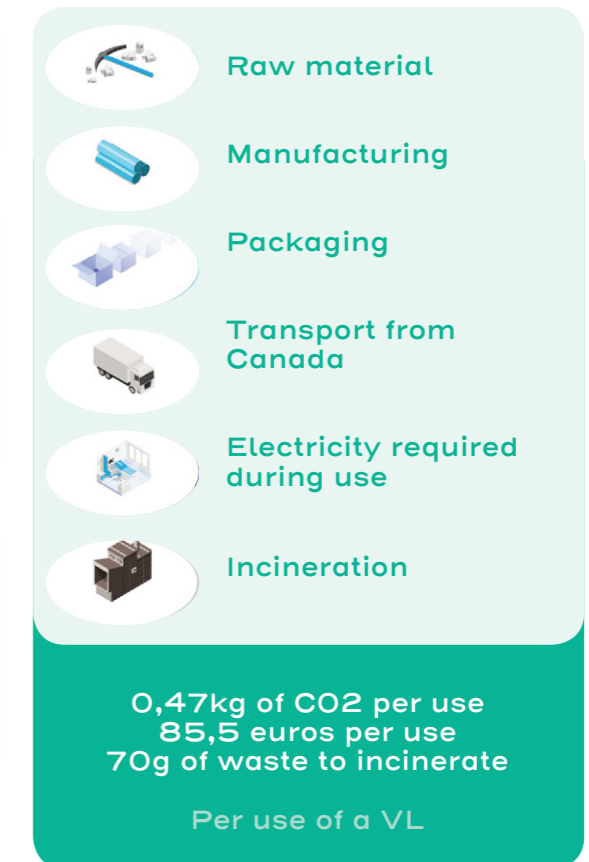 Raw material
Manufacturing
Packaging
Transport from
Canada
Electricity required
during use
Incineration
0,47kg of CO2 per use
85,5 euros per use
70g of waste to incinerate
Per use of a VL